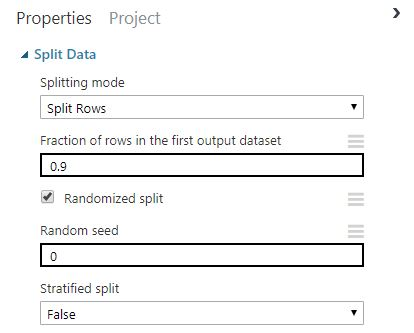 Properties Project
Split Data
Splitting mode
Split Rows
Fraction of rows in the first output dataset
0.9
Randomized split
Random seed
0
Stratified split
False